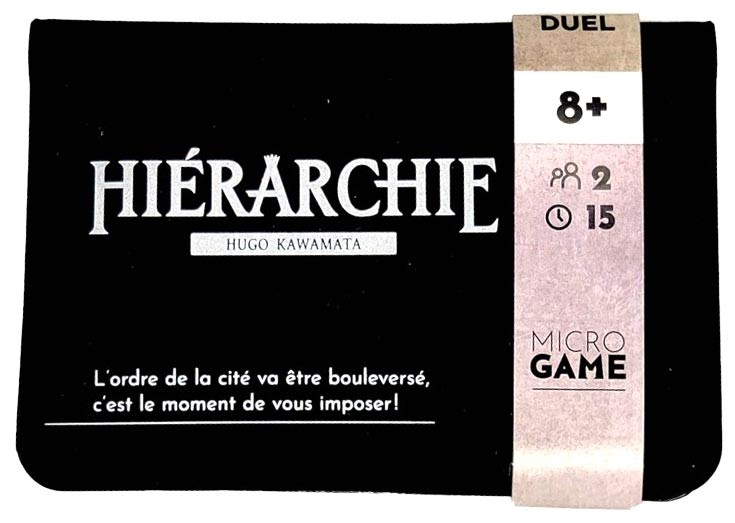 HIÉRARCHIE
HUGO KAWAMATA
L'ordre de la cité va être bouleversé,
c'est le moment de vous imposer!
DUEL
8+
2
15
MICRO
GAME